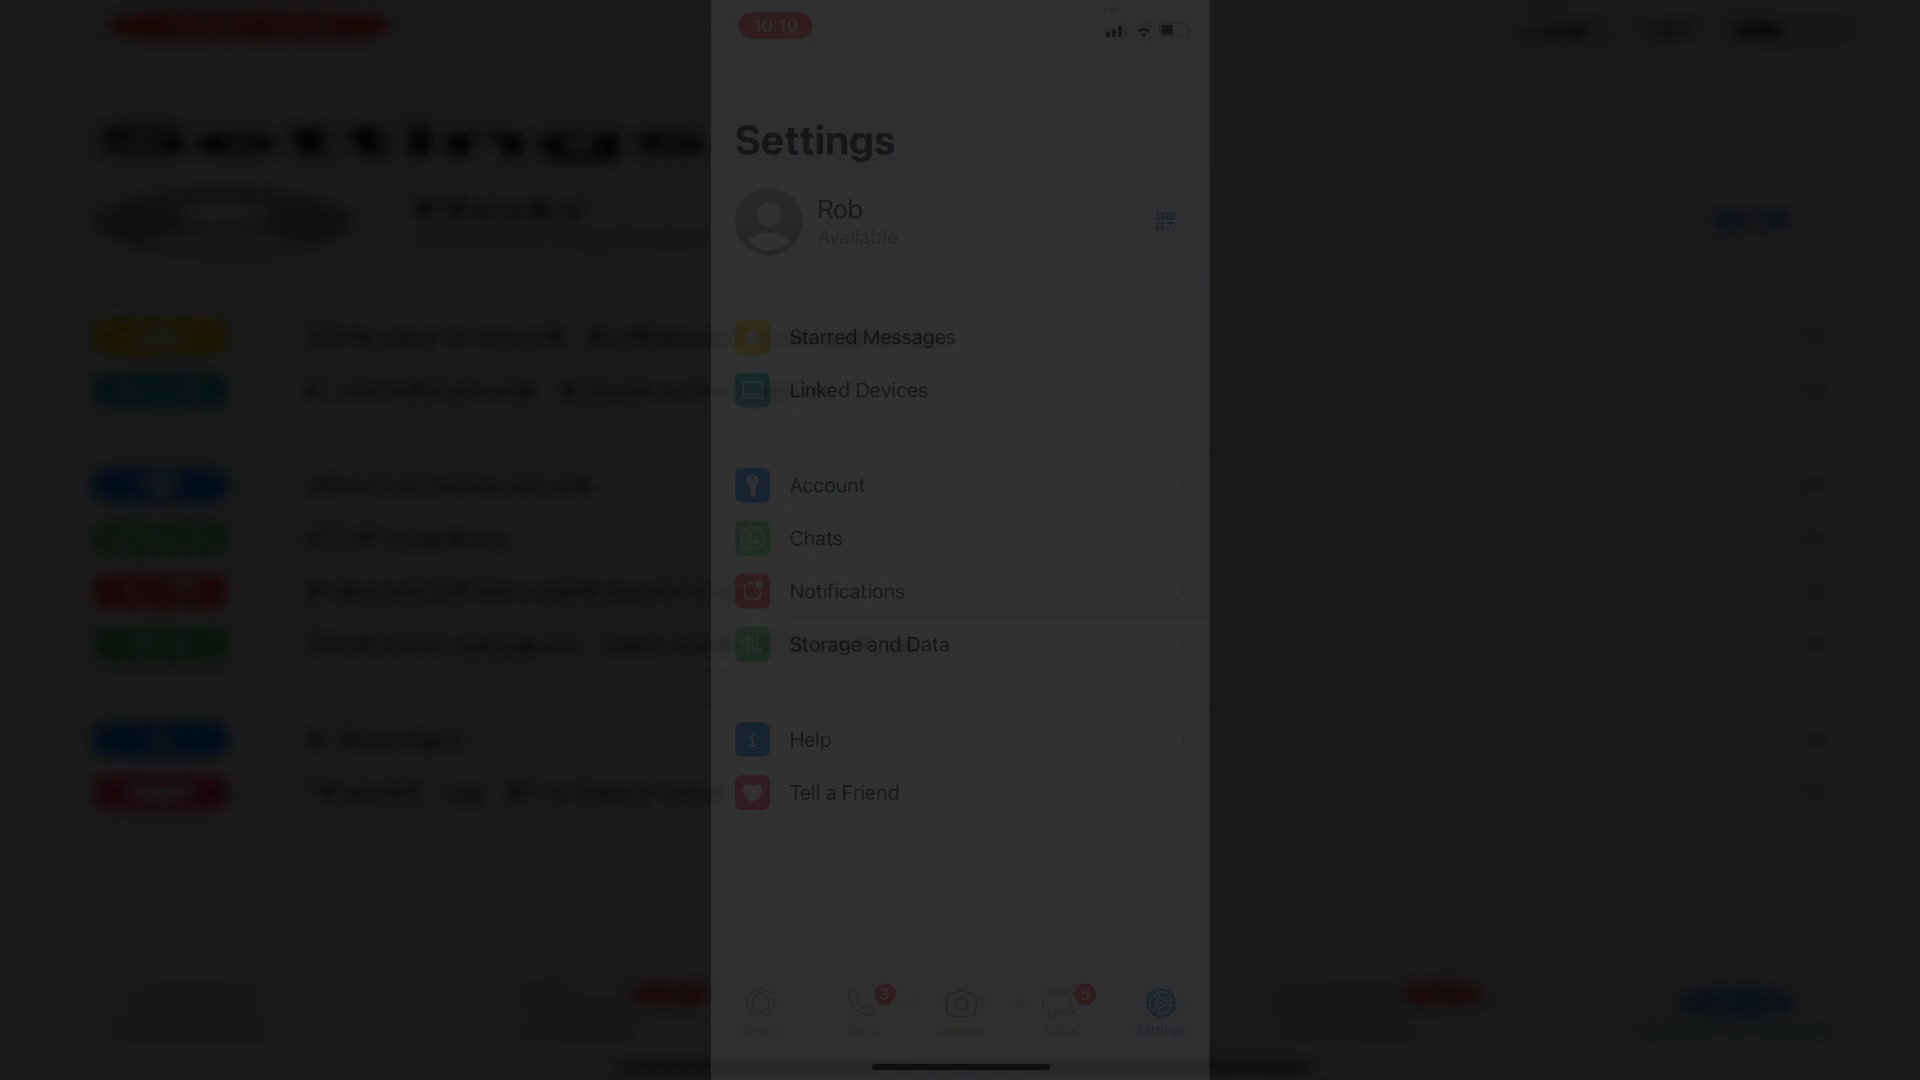 10:10
Settings
Rob
Available
Starred Messages
Linked Devices
Account
Chats
Notifications
Storage and Data
Help
Tell a Friend
3
5
Status Calls Camera Chats Settings